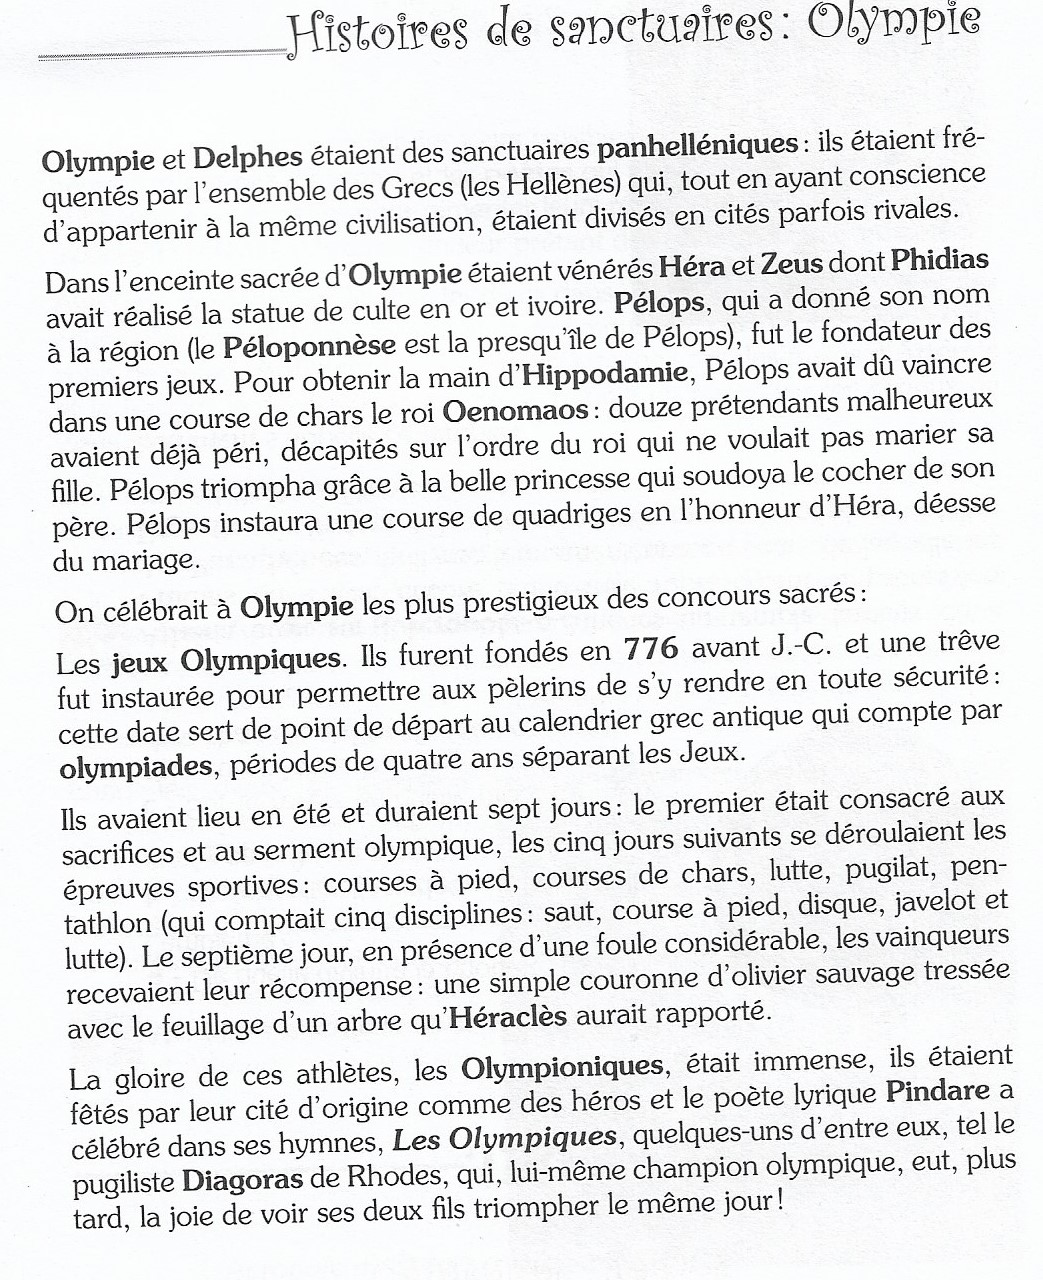 Histoires de sanctuaires : Olympie
Olympie et Delphes étaient des sanctuaires panhelléniques : ils étaient fré-
quentés par l'ensemble des Grecs (les Hellènes) qui, tout en ayant conscience
d'appartenir à la même civilisation, étaient divisés en cités parfois rivales.
Dans l'enceinte sacrée d'Olympie étaient vénérés Héra et Zeus dont Phidias
avait réalisé la statue de culte en or et ivoire. Pélops, qui a donné son nom
à la région (le Péloponnèse est la presqu'île de Pélops), fut le fondateur des
premiers jeux. Pour obtenir la main d'Hippodamie, Pélops avait dû vaincre
dans une course de chars le roi Oenomaos : douze prétendants malheureux
avaient déjà péri, décapités sur l'ordre du roi qui ne voulait pas marier sa
fille. Pélops triompha grâce à la belle princesse qui soudoya le cocher de son
père. Pélops instaura une course de quadriges en l'honneur d'Héra, déesse
du mariage.
On célébrait à Olympie les plus prestigieux des concours sacrés :
Les jeux Olympiques. Ils furent fondés en 776 avant J.-C. et une trêve
fut instaurée pour permettre aux pèlerins de s'y rendre en toute sécurité :
cette date sert de point de départ au calendrier grec antique qui compte par
olympiades, périodes de quatre ans séparant les Jeux.
Ils avaient lieu en été et duraient sept jours : le premier était consacré aux
sacrifices et au serment olympique, les cinq jours suivants se déroulaient les
épreuves sportives : courses à pied, courses de chars, lutte, pugilat, pen-
tathlon (qui comptait cinq disciplines : saut, course à pied, disque, javelot et
lutte). Le septième jour, en présence d'une foule considérable, les vainqueurs
recevaient leur récompense : une simple couronne d'olivier sauvage tressée
avec le feuillage d'un arbre qu'Héraclès aurait rapporté.
La gloire de ces athlètes, les Olympioniques, était immense, ils étaient
fêtés par leur cité d'origine comme des héros et le poète lyrique Pindare a
célébré dans ses hymnes, Les Olympiques, quelques-uns d'entre eux, tel le
pugiliste Diagoras de Rhodes, qui, lui-même champion olympique, eut, plus
tard, la joie de voir ses deux fils triompher le même jour !